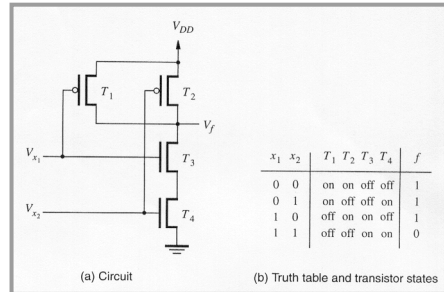 V_DD
T_1 T_2
V_f
V_x1 T_3
V_x2 T_4
(a) Circuit
x_1 x_2 T_1 T_2 T_3 T_4 f
0 0 on on off off 1
0 1 on off off on 1
1 0 off on on off 1
1 1 off off on on 0
(b) Truth table and transistor states